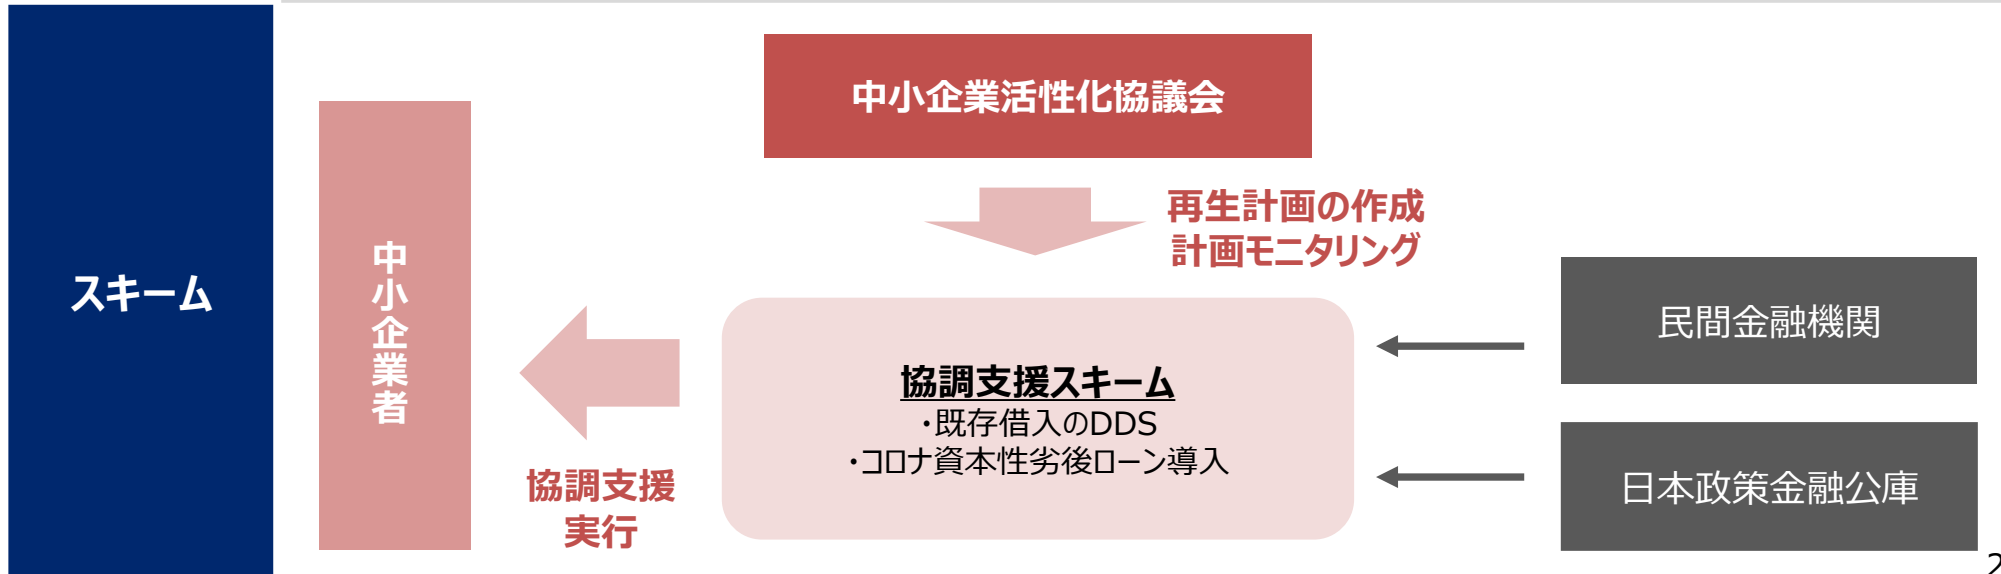 スキーム
中小企業者
中小企業活性化協議会
再生計画の作成
計画モニタリング
協調支援スキーム
・既存借入のDDS
・コロナ資本性劣後ローン導入
協調支援
実行
民間金融機関
日本政策金融公庫
2